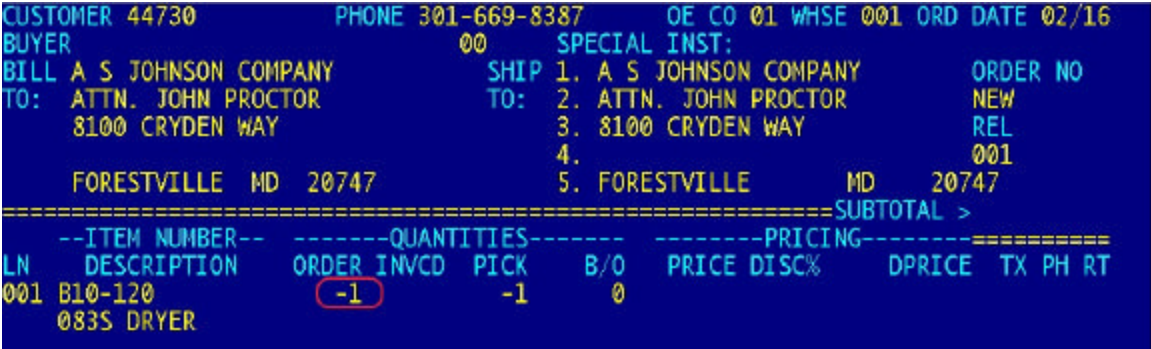 CUSTOMER 44730 PHONE 301-669-8387 OE CO 01 WHSE 001 ORD DATE 02/16
BUYER 00 SPECIAL INST:
BILL A S JOHNSON COMPANY SHIP 1. A S JOHNSON COMPANY ORDER NO
TO: ATTN. JOHN PROCTOR TO: 2. ATTN. JOHN PROCTOR NEW
8100 CRYDEN WAY 3. 8100 CRYDEN WAY REL
4. 001
FORESTVILLE MD 20747 5. FORESTVILLE MD 20747
========================================================================SUBTOTAL >
--ITEM NUMBER-- -------QUANTITIES------- --------PRICING--------==========
LN DESCRIPTION ORDER INVCD PICK B/O PRICE DISC% DPRICE TX PH RT
001 B10-120 -1 -1 0
083S DRYER